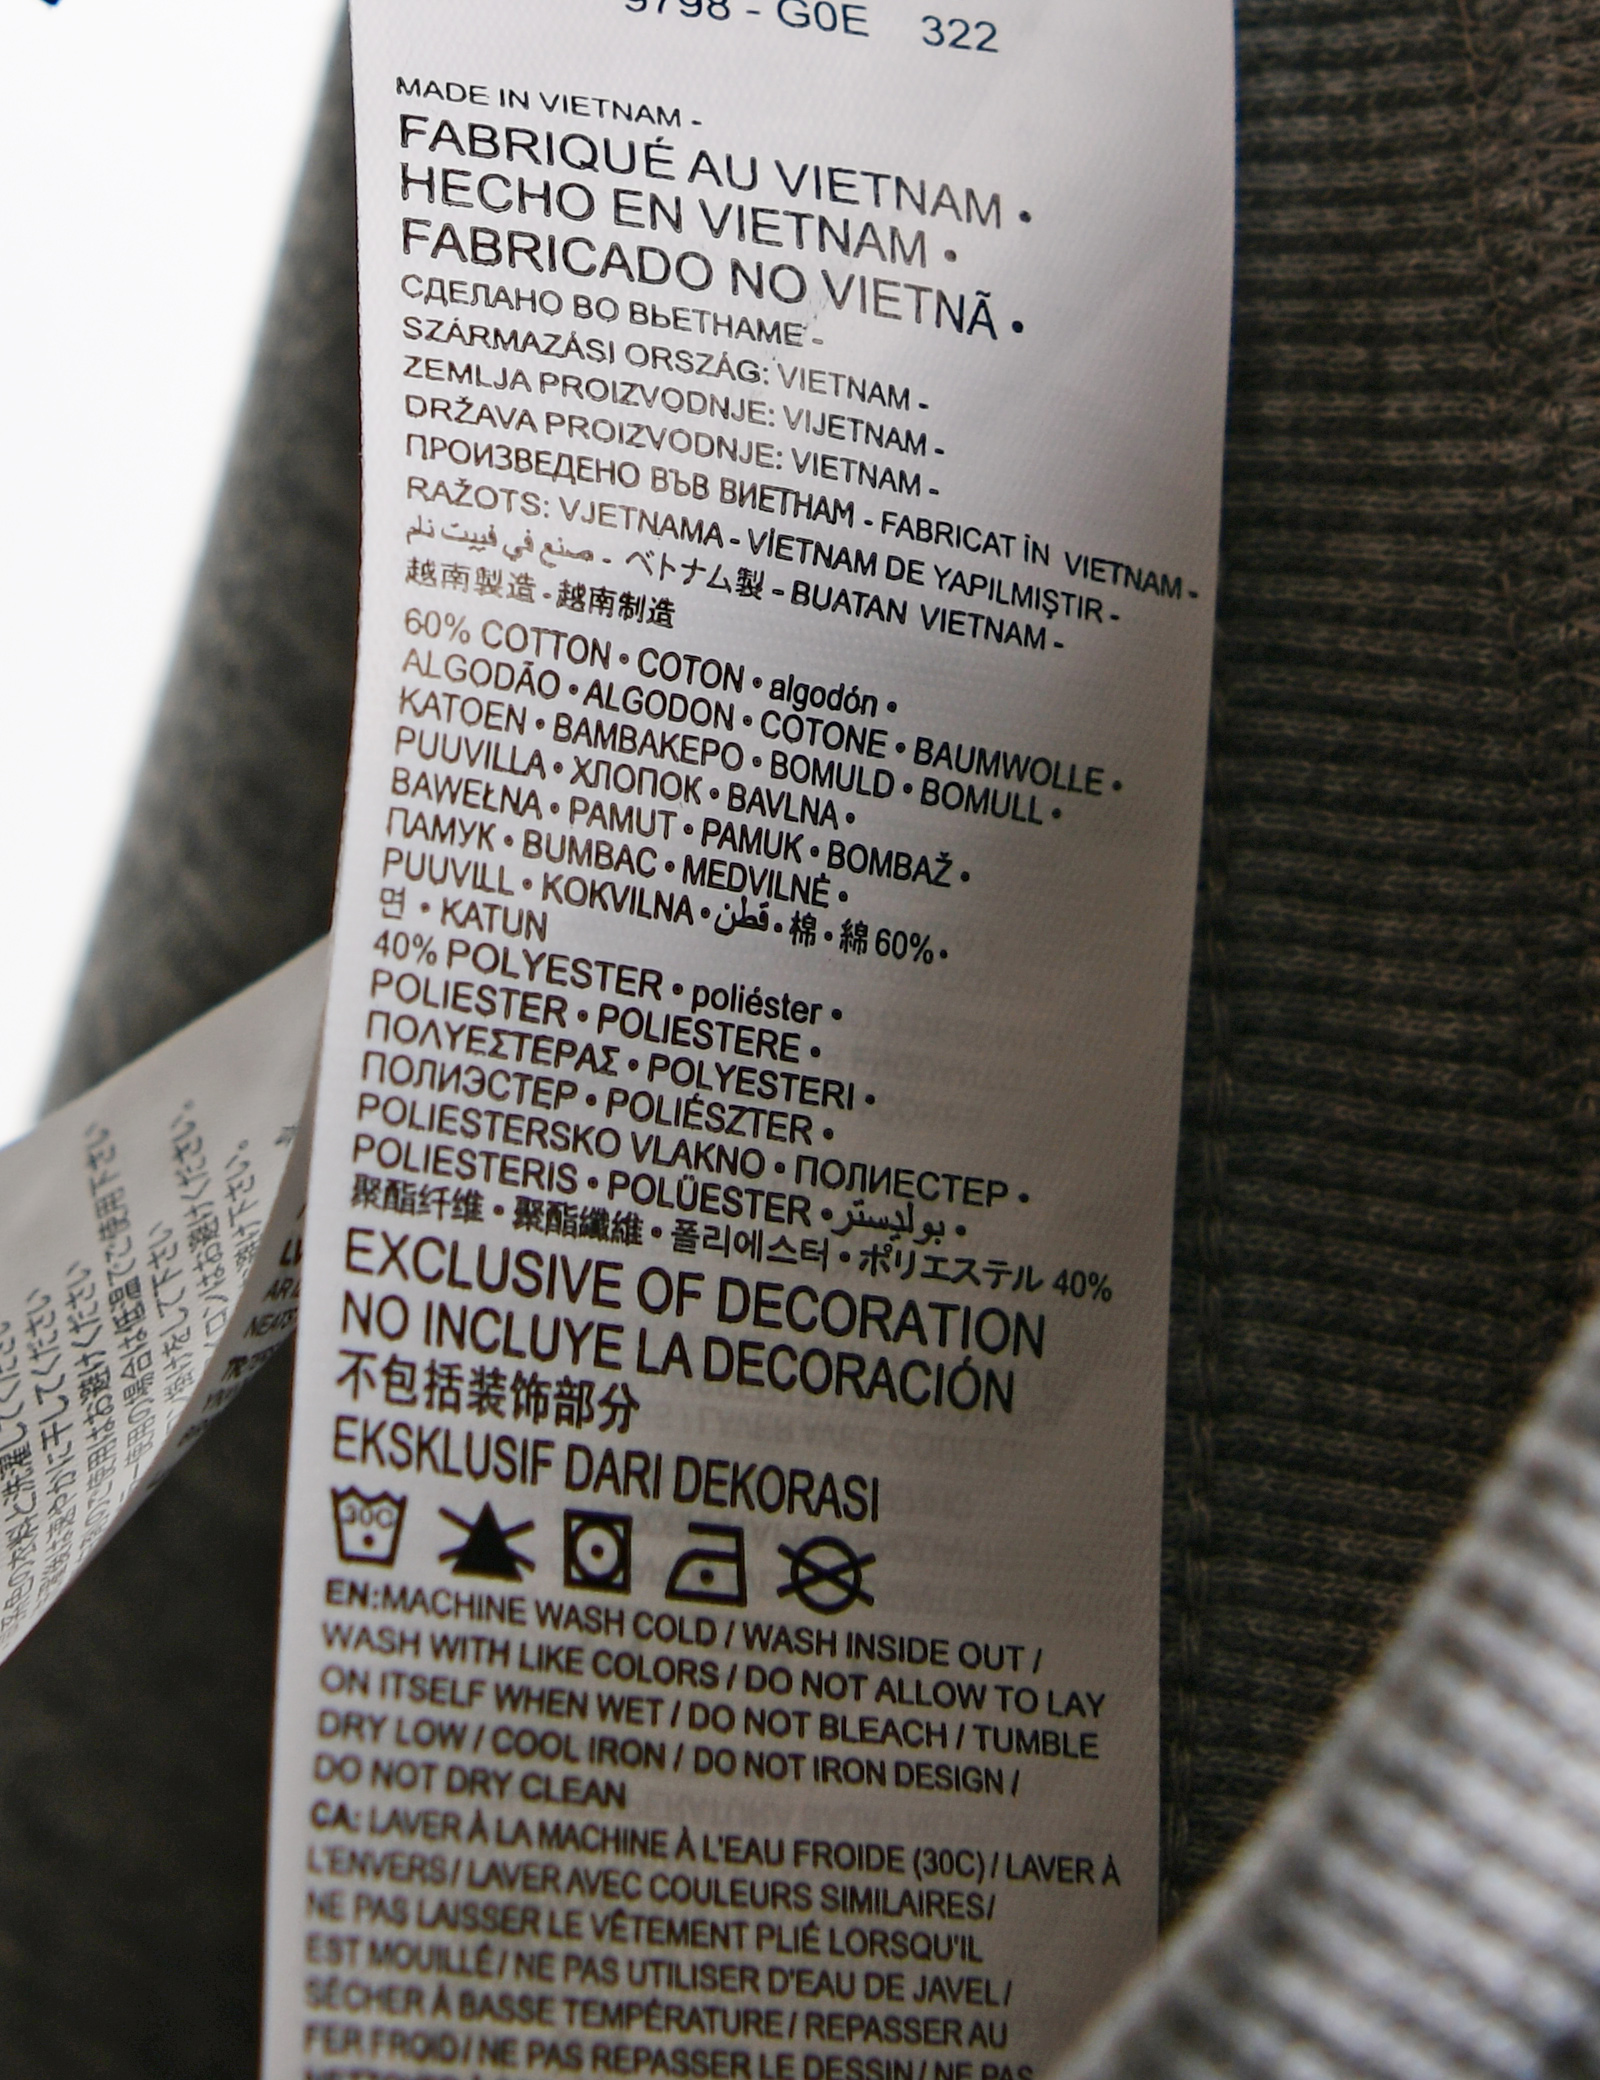 9798 - G0E 322
MADE IN VIETNAM -
FABRIQUÉ AU VIETNAM •
HECHO EN VIETNAM •
FABRICADO NO VIETNÃ •
СДЕЛАНО ВО ВЬЕТНАМЕ -
SZÁRMAZÁSI ORSZÁG: VIETNAM -
ZEMLJA PROIZVODNJE: VIJETNAM -
DRŽAVA PROIZVODNJE: VIETNAM -
ПРОИЗВЕДЕНО ВЪВ ВИЕТНАМ - FABRICAT ÎN VIETNAM -
RAŽOTS: VJETNAMA - VİETNAM DE YAPILMIŞTIR -
صنع في فييت نام - ベトナム製 - BUATAN VIETNAM -
越南製造 - 越南制造
60% COTTON • COTON • algodón •
ALGODÃO • ALGODON • COTONE • BAUMWOLLE •
KATOEN • BAMBAKEPO • BOMULD • BOMULL •
PUUVILLA • ХЛОПОК • BAVLNA •
BAWEŁNA • PAMUT • PAMUK • BOMBAŽ •
ПАМУК • BUMBAC • MEDVILNĖ •
PUUVILL • KOKVILNA • قطن • 棉 • 綿 60% •
면 • KATUN
40% POLYESTER • poliéster •
POLIESTER • POLIESTERE •
ΠΟΛΥΕΣΤΕΡΑΣ • POLYESTERI •
ПОЛИЭСТЕР • POLIÉSZTER •
POLIESTERSKO VLAKNO • ПОЛИЕСТЕР •
POLIESTERIS • POLÜESTER • بوليستر •
聚酯纤维 • 聚酯纖維 • 폴리에스터 • ポリエステル 40%
EXCLUSIVE OF DECORATION
NO INCLUYE LA DECORACIÓN
不包括装饰部分
EKSKLUSIF DARI DEKORASI
30C
EN:MACHINE WASH COLD / WASH INSIDE OUT /
WASH WITH LIKE COLORS / DO NOT ALLOW TO LAY
ON ITSELF WHEN WET / DO NOT BLEACH / TUMBLE
DRY LOW / COOL IRON / DO NOT IRON DESIGN /
DO NOT DRY CLEAN
CA: LAVER À LA MACHINE À L'EAU FROIDE (30C) / LAVER À
L'ENVERS / LAVER AVEC COULEURS SIMILAIRES /
NE PAS LAISSER LE VÊTEMENT PLIÉ LORSQU'IL
EST MOUILLÉ / NE PAS UTILISER D'EAU DE JAVEL /
SÉCHER À BASSE TEMPÉRATURE / REPASSER AU
FER FROID / NE PAS REPASSER LE DESSIN / NE PAS